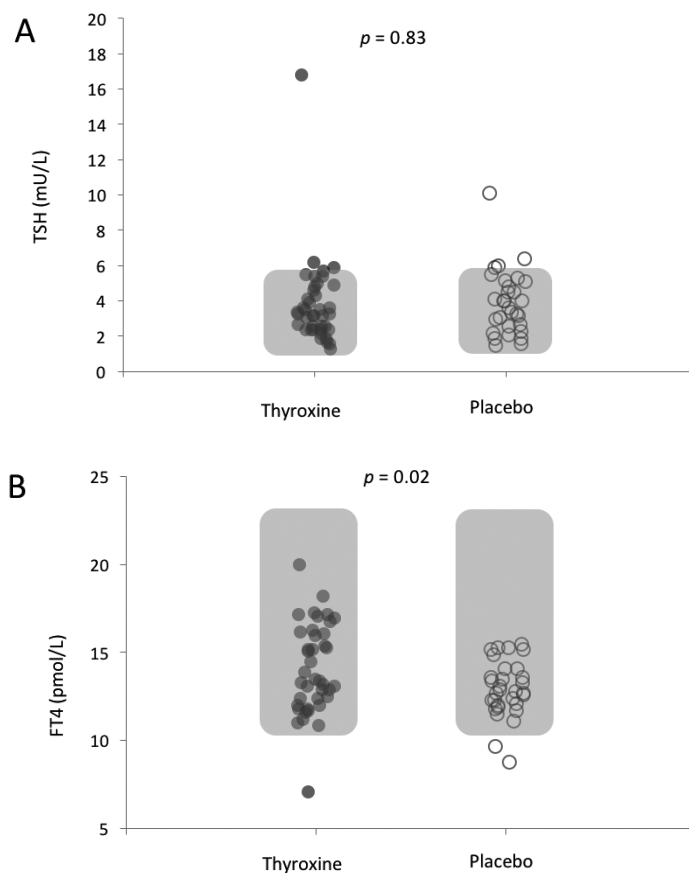 A
p = 0.83
20
18
16
14
12
10
8
6
4
2
0
TSH (mU/L)
Thyroxine
Placebo
B
p = 0.02
25
20
15
10
5
FT4 (pmol/L)
Thyroxine
Placebo